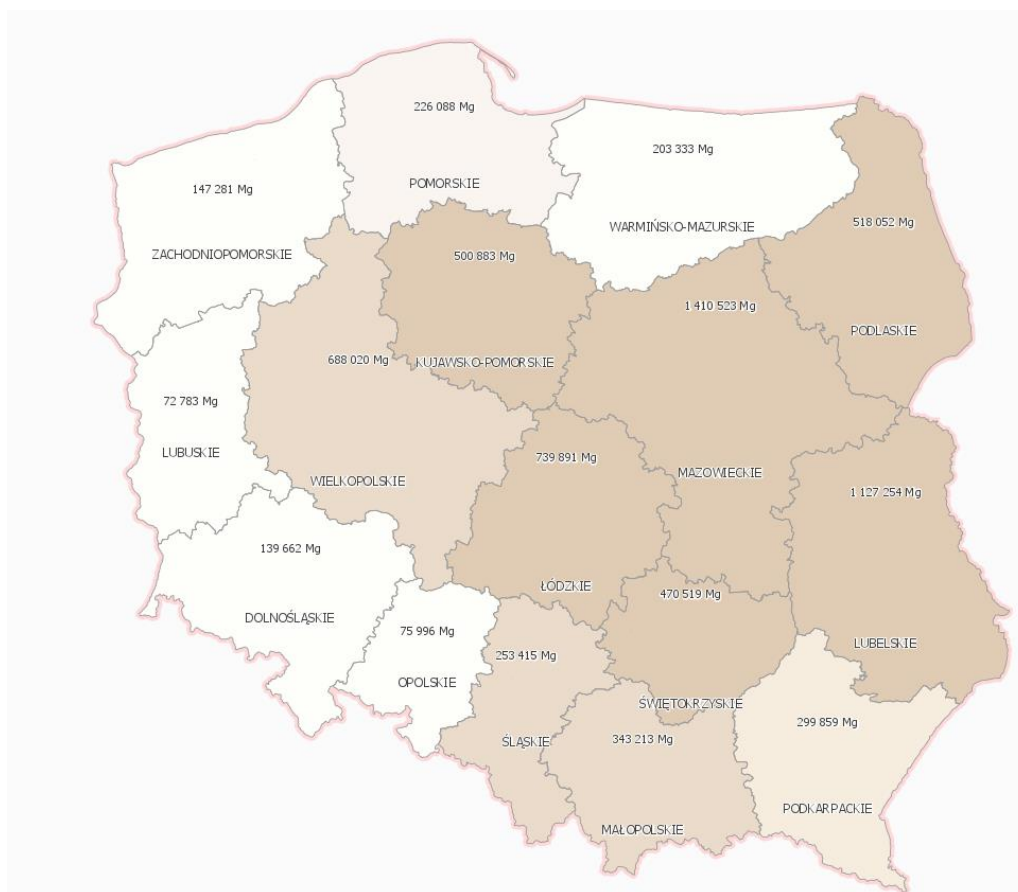 226 088 Mg
POMORSKIE
203 333 Mg
WARMIŃSKO-MAZURSKIE
147 281 Mg
ZACHODNIOPOMORSKIE
518 052 Mg
PODLASKIE
500 883 Mg
KUJAWSKO-POMORSKIE
1 410 523 Mg
MAZOWIECKIE
688 020 Mg
WIELKOPOLSKIE
72 783 Mg
LUBUSKIE
739 891 Mg
ŁÓDZKIE
1 127 254 Mg
LUBELSKIE
139 662 Mg
DOLNOŚLĄSKIE
75 996 Mg
OPOLSKIE
470 519 Mg
ŚWIĘTOKRZYSKIE
253 415 Mg
ŚLĄSKIE
343 213 Mg
MAŁOPOLSKIE
299 859 Mg
PODKARPACKIE